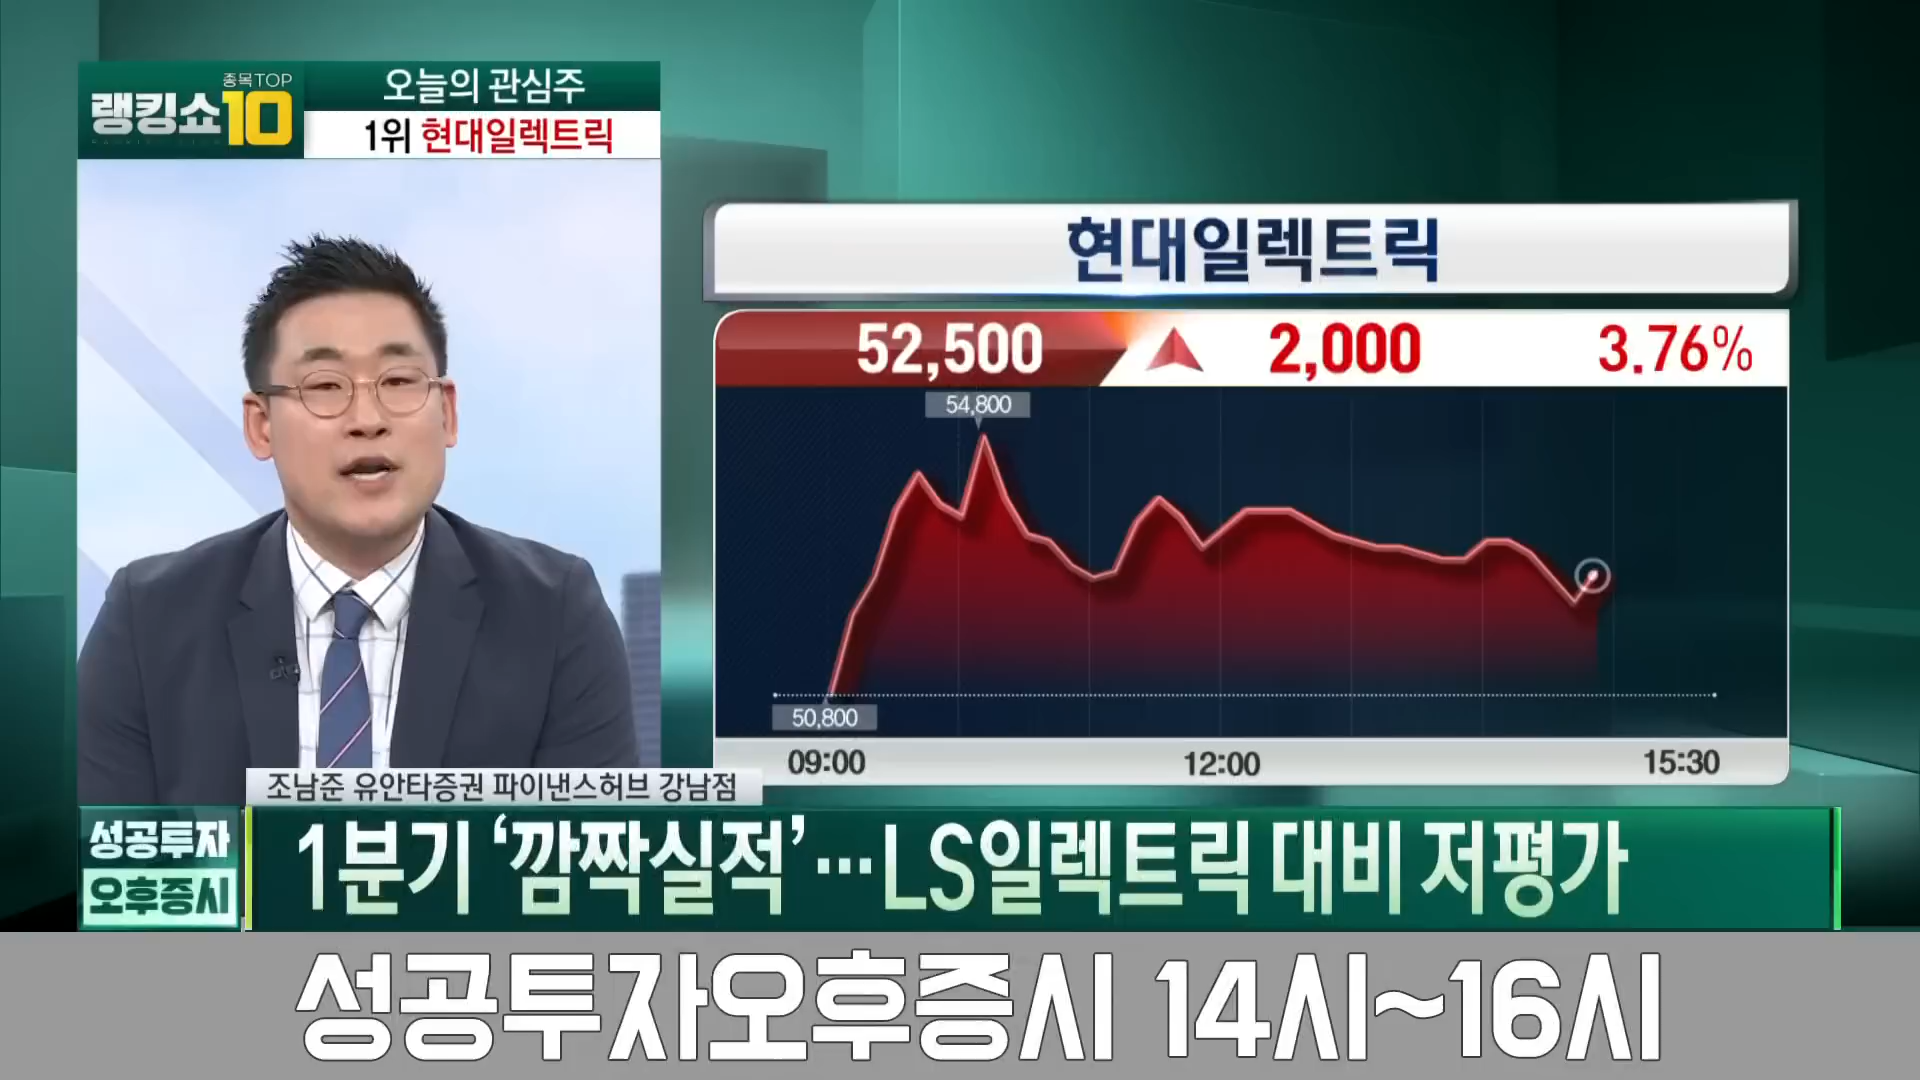 종목TOP
랭킹쇼10
오늘의 관심주
1위 현대일렉트릭
현대일렉트릭
52,500 2,000 3.76%
54,800
50,800
09:00 12:00 15:30
조남준 유안타증권 파이낸스허브 강남점
성공투자
오후증시
1분기 ‘깜짝실적’…LS일렉트릭 대비 저평가
성공투자오후증시 14시~16시